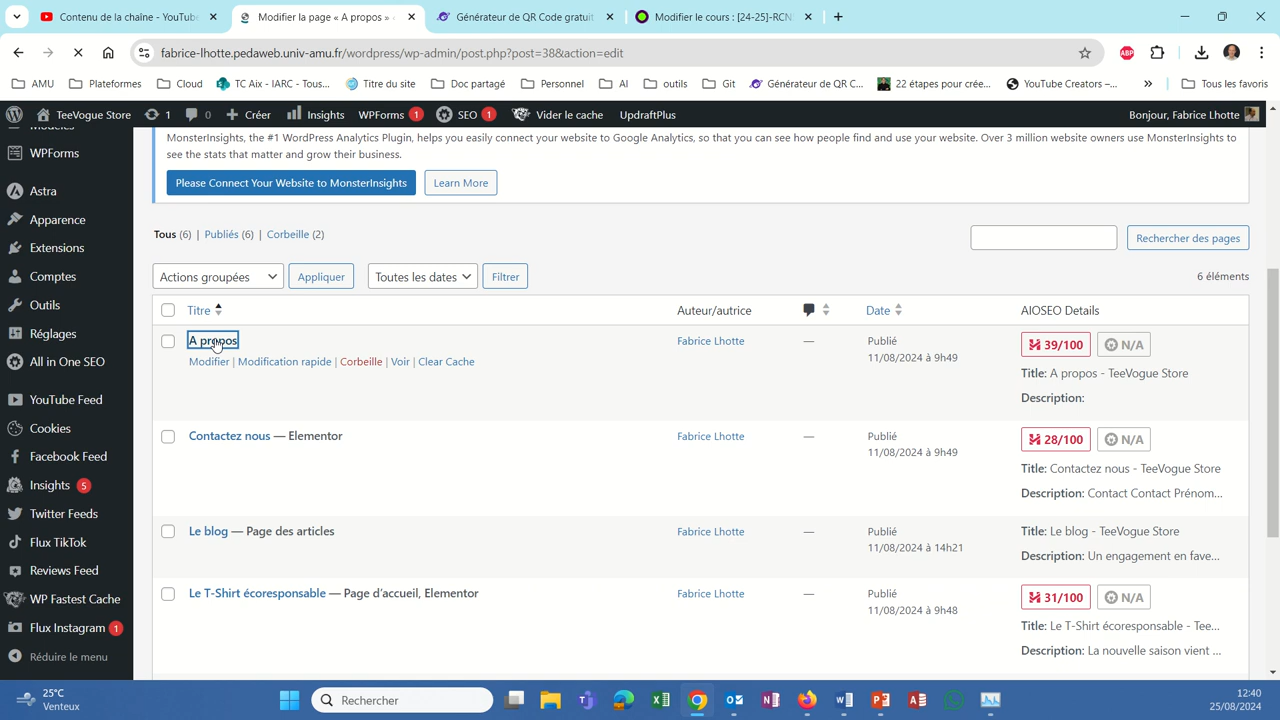 Contenu de la chaîne - YouTube
Modifier la page « A propos » ‹
Générateur de QR Code gratuit
Modifier le cours : [24-25]-RCN
fabrice-lhotte.pedaweb.univ-amu.fr/wordpress/wp-admin/post.php?post=38&action=edit
ABP
AMU
Plateformes
Cloud
TC Aix - IARC - Tous...
Titre du site
Doc partagé
Personnel
AI
outils
Git
Générateur de QR C...
22 étapes pour crée...
YouTube Creators –...
»
Tous les favoris
TeeVogue Store
1
0
Créer
Insights
WPForms 1
SEO 1
Vider le cache
UpdraftPlus
Bonjour, Fabrice Lhotte
WPForms
Astra
Apparence
Extensions
Comptes
Outils
Réglages
All in One SEO
YouTube Feed
Cookies
Facebook Feed
Insights 5
Twitter Feeds
Flux TikTok
Reviews Feed
WP Fastest Cache
Flux Instagram 1
Réduire le menu
MonsterInsights, the #1 WordPress Analytics Plugin, helps you easily connect your website to Google Analytics, so that you can see how people find and use your website. Over 3 million website owners use MonsterInsights to
see the stats that matter and grow their business.
Please Connect Your Website to MonsterInsights
Learn More
Tous (6) | Publiés (6) | Corbeille (2)
Rechercher des pages
Actions groupées
Appliquer
Toutes les dates
Filtrer
6 éléments
Titre
Auteur/autrice
Date
AIOSEO Details
A propos
Modifier | Modification rapide | Corbeille | Voir | Clear Cache
Fabrice Lhotte
—
Publié
11/08/2024 à 9h49
39/100
N/A
Title: A propos - TeeVogue Store
Description:
Contactez nous — Elementor
Fabrice Lhotte
—
Publié
11/08/2024 à 9h49
28/100
N/A
Title: Contactez nous - TeeVogue Store
Description: Contact Contact Prénom...
Le blog — Page des articles
Fabrice Lhotte
—
Publié
11/08/2024 à 14h21
Title: Le blog - TeeVogue Store
Description: Un engagement en fave...
Le T-Shirt écoresponsable — Page d'accueil, Elementor
Fabrice Lhotte
—
Publié
11/08/2024 à 9h48
31/100
N/A
Title: Le T-Shirt écoresponsable - Tee...
Description: La nouvelle saison vient ...
25°C
Venteux
Rechercher
12:40
25/08/2024